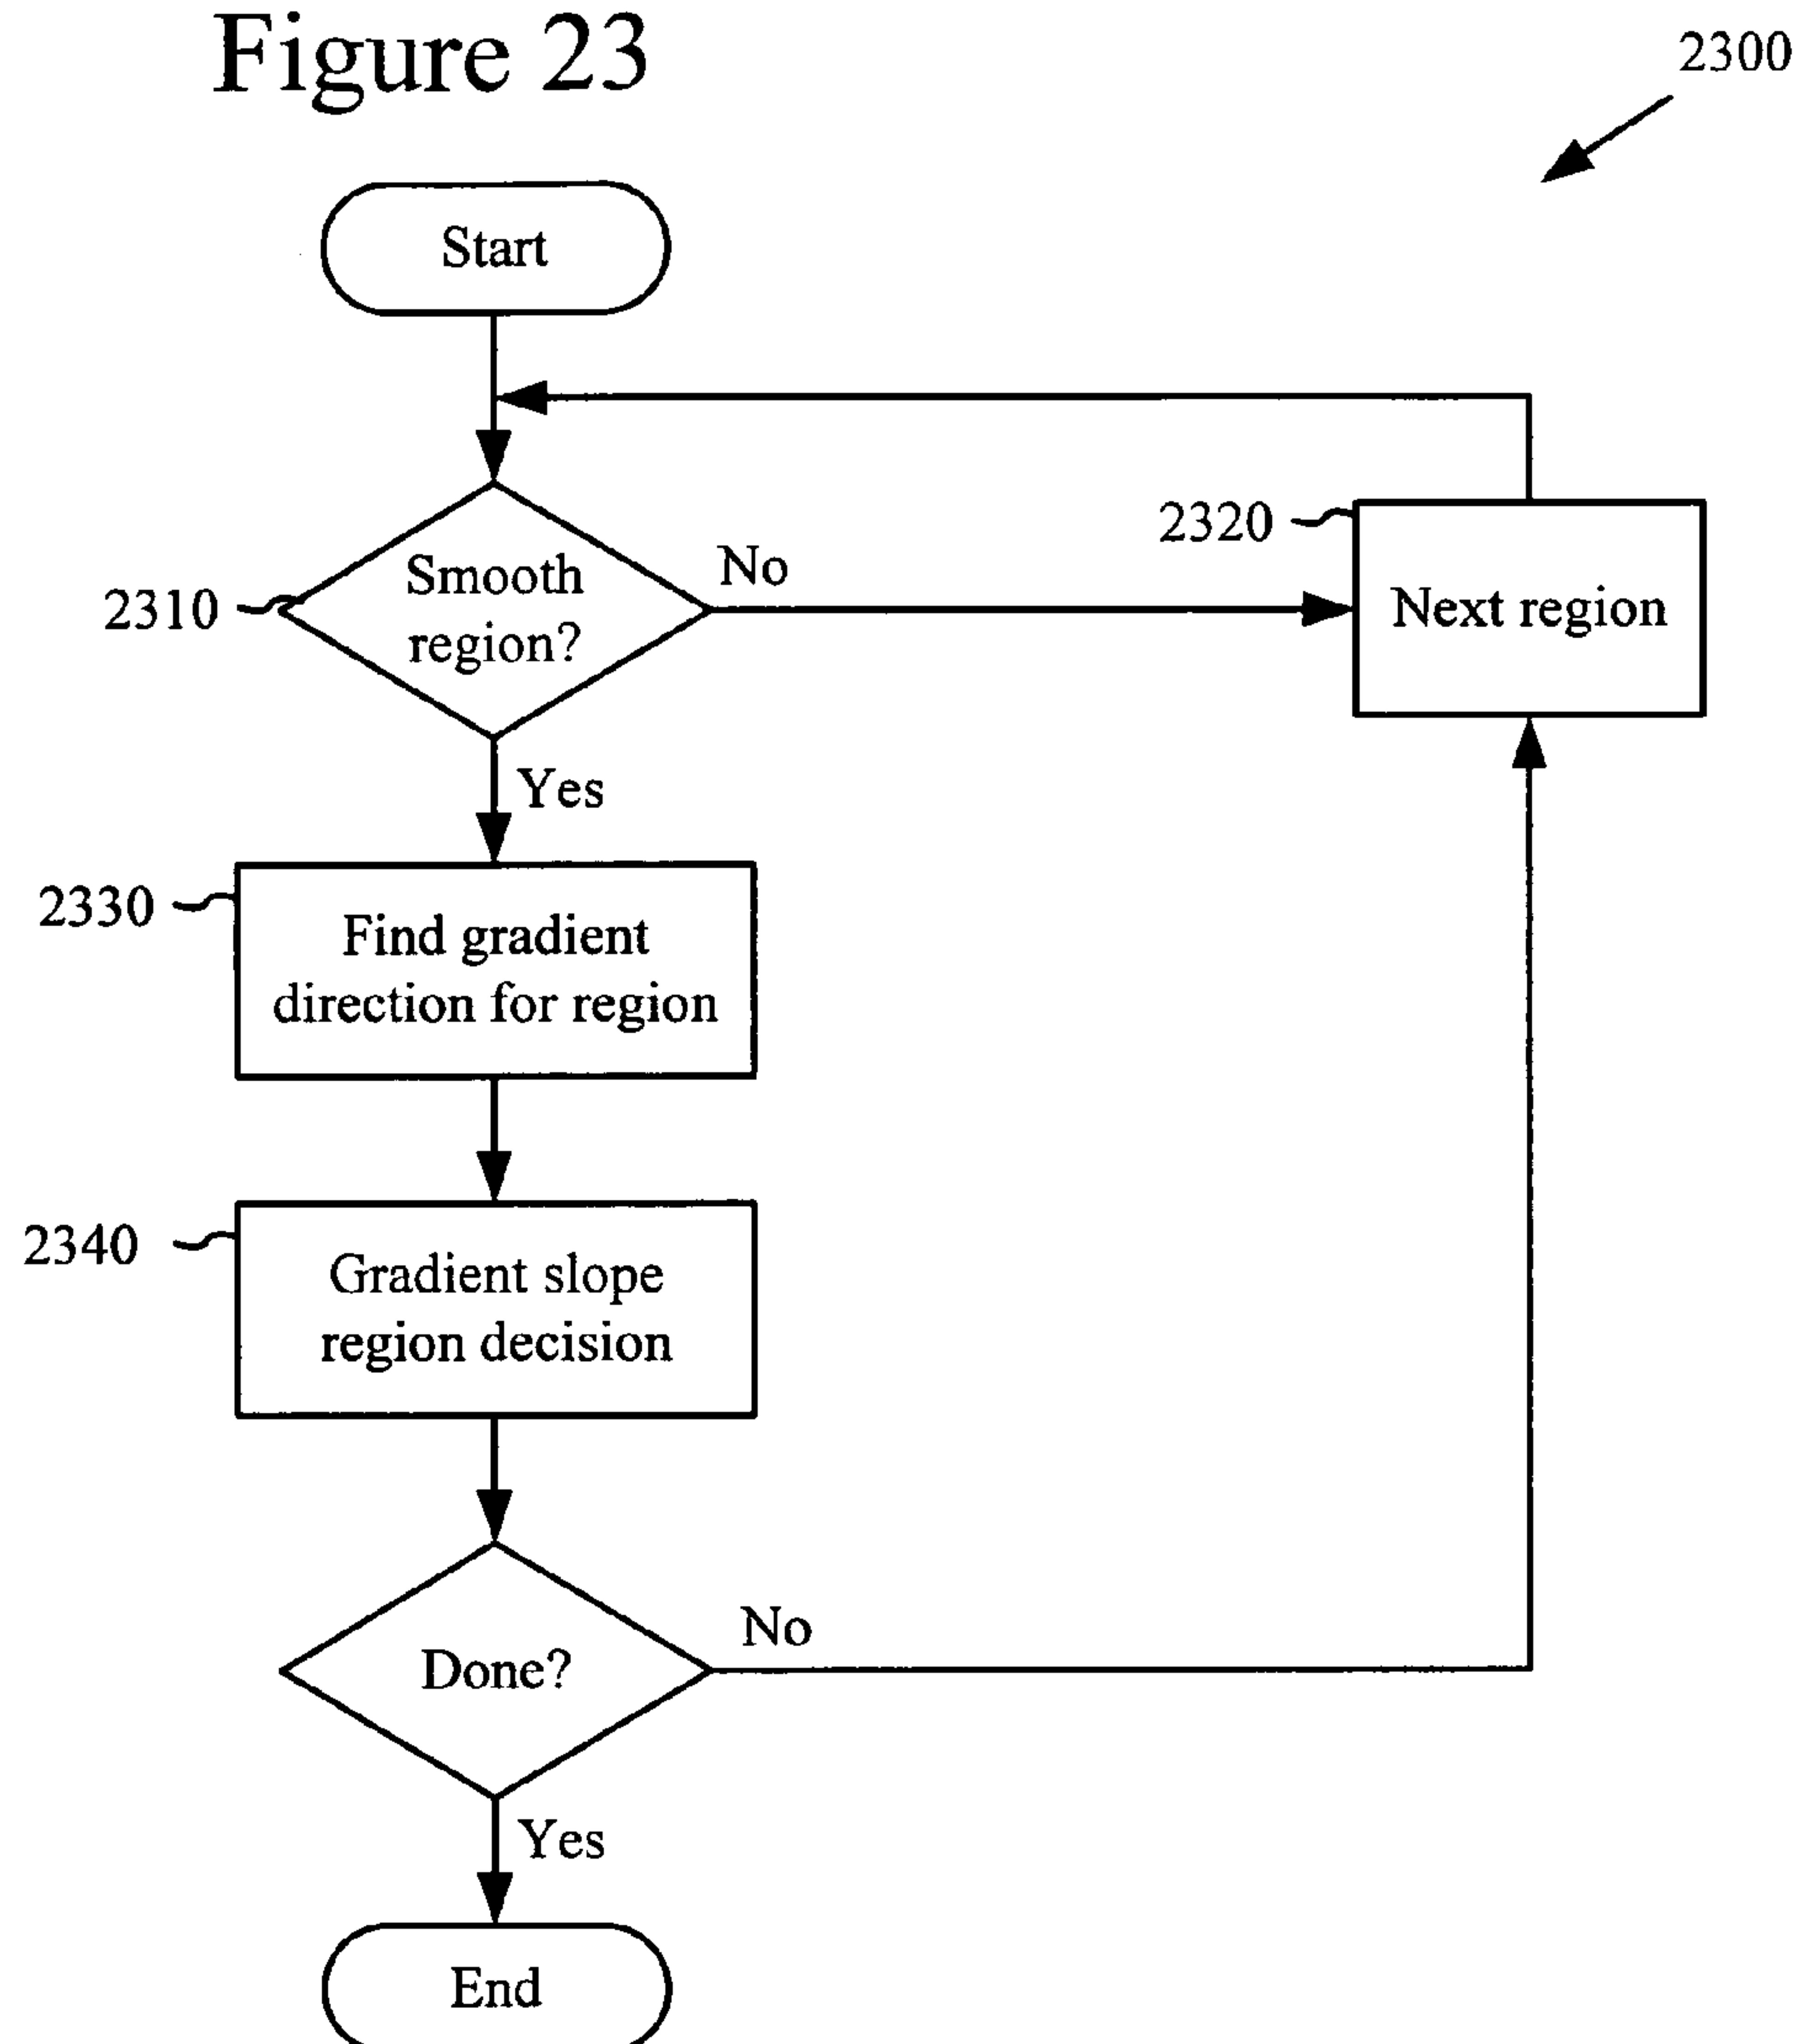 Figure 23
2300
Start
2320
Smooth
region?
No
2310
Next region
Yes
2330
Find gradient
direction for region
2340
Gradient slope
region decision
No
Done?
Yes
End